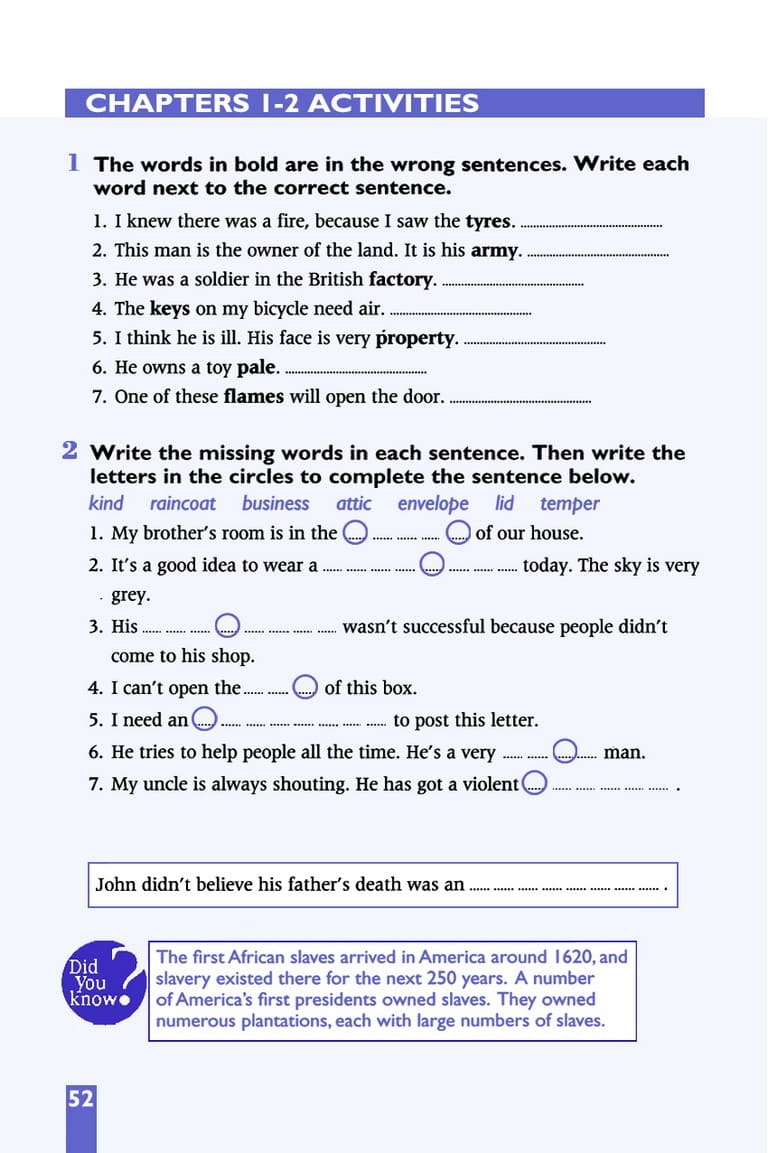 CHAPTERS 1-2 ACTIVITIES
1 The words in bold are in the wrong sentences. Write each
word next to the correct sentence.
1. I knew there was a fire, because I saw the tyres. ............................................
2. This man is the owner of the land. It is his army. ............................................
3. He was a soldier in the British factory. ............................................
4. The keys on my bicycle need air. ............................................
5. I think he is ill. His face is very property. ............................................
6. He owns a toy pale. ............................................
7. One of these flames will open the door. ............................................
2 Write the missing words in each sentence. Then write the
letters in the circles to complete the sentence below.
kind raincoat business attic envelope lid temper
1. My brother's room is in the ...... ...... ...... ...... ...... of our house.
2. It's a good idea to wear a ...... ...... ...... ...... ...... ...... ...... ...... today. The sky is very
grey.
3. His ...... ...... ...... ...... ...... ...... ...... ...... wasn't successful because people didn't
come to his shop.
4. I can't open the ...... ...... ...... of this box.
5. I need an ...... ...... ...... ...... ...... ...... ...... ...... to post this letter.
6. He tries to help people all the time. He's a very ...... ...... ...... ...... man.
7. My uncle is always shouting. He has got a violent ...... ...... ...... ...... ...... ...... .
John didn't believe his father's death was an ...... ...... ...... ...... ...... ...... ...... ...... .
Did
You
know?
The first African slaves arrived in America around 1620, and
slavery existed there for the next 250 years. A number
of America's first presidents owned slaves. They owned
numerous plantations, each with large numbers of slaves.
52